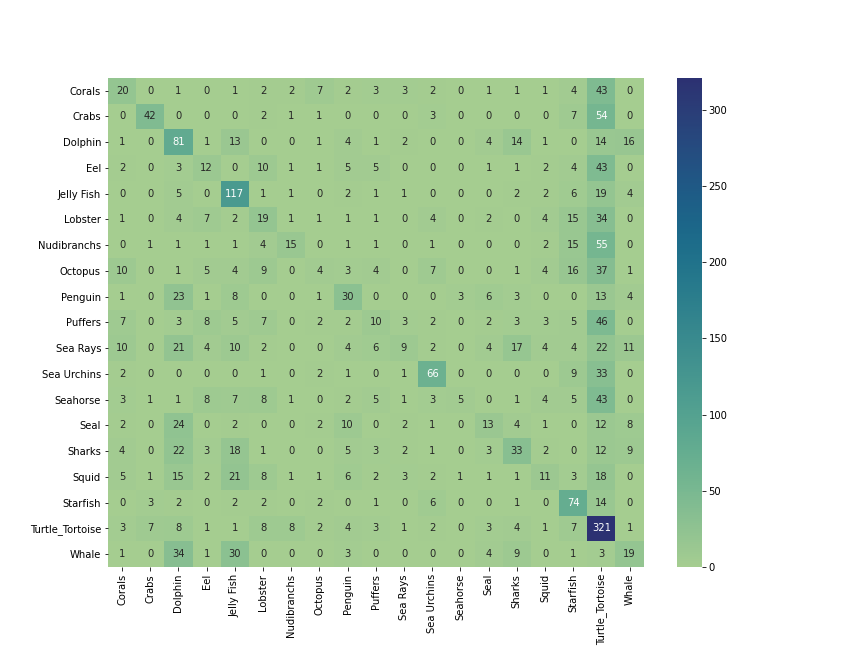 Corals 20 0 1 0 1 2 2 7 2 3 3 2 0 1 1 1 4 43 0
Crabs 0 42 0 0 0 2 1 1 0 0 0 3 0 0 0 0 7 54 0
Dolphin 1 0 81 1 13 0 0 1 4 1 2 0 0 4 14 1 0 14 16
Eel 2 0 3 12 0 10 1 1 5 5 0 0 0 1 1 2 4 43 0
Jelly Fish 0 0 5 0 117 1 1 0 2 1 1 0 0 0 2 2 6 19 4
Lobster 1 0 4 7 2 19 1 1 1 1 0 4 0 2 0 4 15 34 0
Nudibranchs 0 1 1 1 1 4 15 0 1 1 0 1 0 0 0 2 15 55 0
Octopus 10 0 1 5 4 9 0 4 3 4 0 7 0 0 1 4 16 37 1
Penguin 1 0 23 1 8 0 0 1 30 0 0 0 3 6 3 0 0 13 4
Puffers 7 0 3 8 5 7 0 2 2 10 3 2 0 2 3 3 5 46 0
Sea Rays 10 0 21 4 10 2 0 0 4 6 9 2 0 4 17 4 4 22 11
Sea Urchins 2 0 0 0 0 1 0 2 1 0 1 66 0 0 0 0 9 33 0
Seahorse 3 1 1 8 7 8 1 0 2 5 1 3 5 0 1 4 5 43 0
Seal 2 0 24 0 2 0 0 2 10 0 2 1 0 13 4 1 0 12 8
Sharks 4 0 22 3 18 1 0 0 5 3 2 1 0 3 33 2 0 12 9
Squid 5 1 15 2 21 8 1 1 6 2 3 2 1 1 1 11 3 18 0
Starfish 0 3 2 0 2 2 0 2 0 1 0 6 0 0 1 0 74 14 0
Turtle_Tortoise 3 7 8 1 1 8 8 2 4 3 1 2 0 3 4 1 7 321 1
Whale 1 0 34 1 30 0 0 0 3 0 0 0 0 4 9 0 1 3 19
Corals
Crabs
Dolphin
Eel
Jelly Fish
Lobster
Nudibranchs
Octopus
Penguin
Puffers
Sea Rays
Sea Urchins
Seahorse
Seal
Sharks
Squid
Starfish
Turtle_Tortoise
Whale
300
250
200
150
100
50
0